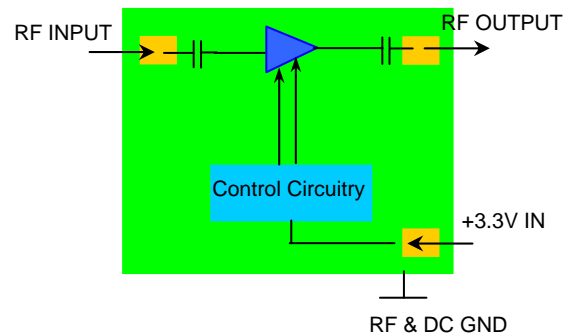 RF INPUT
RF OUTPUT
Control Circuitry
+3.3V IN
RF & DC GND